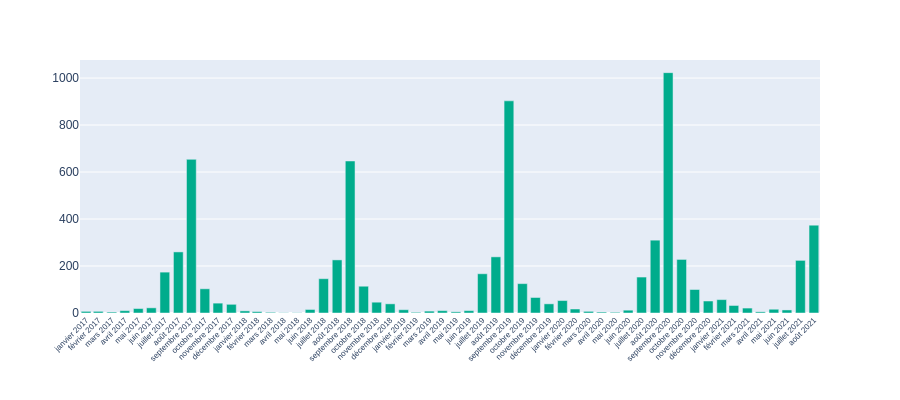 1000
800
600
400
200
0
janvier 2017
février 2017
mars 2017
avril 2017
mai 2017
juin 2017
juillet 2017
août 2017
septembre 2017
octobre 2017
novembre 2017
décembre 2017
janvier 2018
février 2018
mars 2018
avril 2018
mai 2018
juin 2018
juillet 2018
août 2018
septembre 2018
octobre 2018
novembre 2018
décembre 2018
janvier 2019
février 2019
mars 2019
avril 2019
mai 2019
juin 2019
juillet 2019
août 2019
septembre 2019
octobre 2019
novembre 2019
décembre 2019
janvier 2020
février 2020
mars 2020
avril 2020
mai 2020
juin 2020
juillet 2020
août 2020
septembre 2020
octobre 2020
novembre 2020
décembre 2020
janvier 2021
février 2021
mars 2021
avril 2021
mai 2021
juin 2021
juillet 2021
août 2021